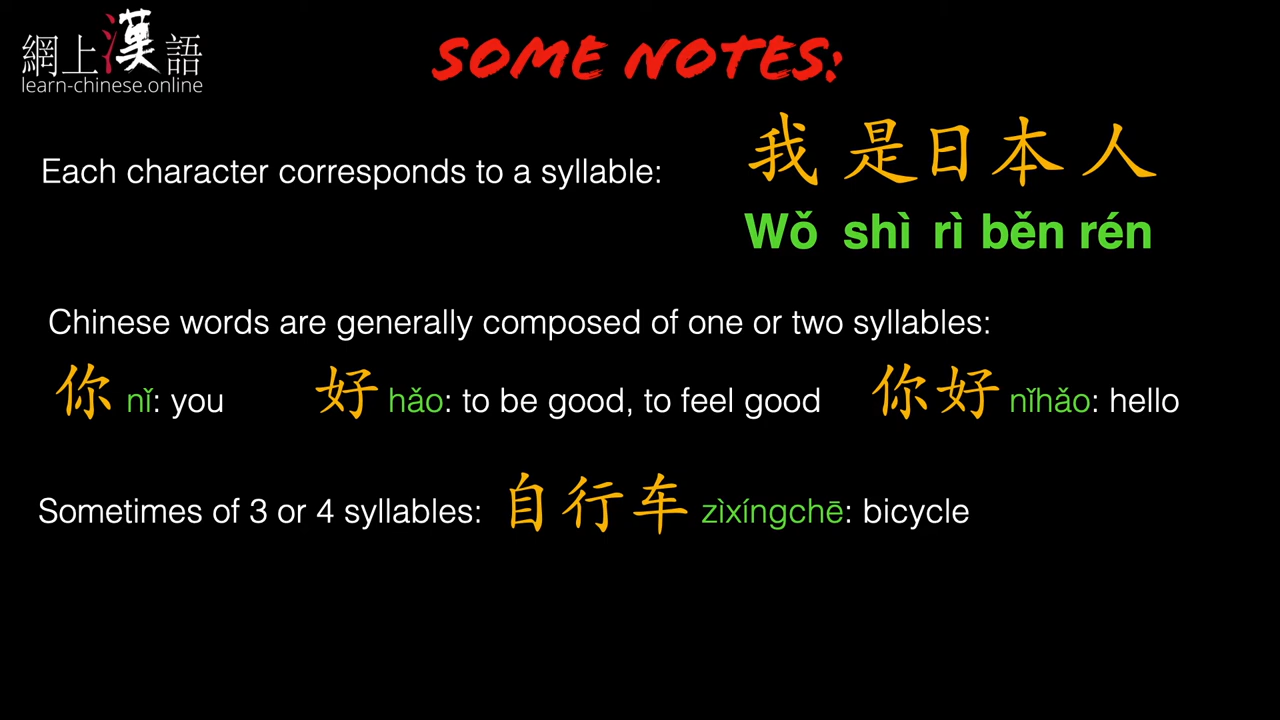 網上漢語
learn-chinese.online
SOME NOTES:
Each character corresponds to a syllable: 我是日本人
Wǒ shì rì běn rén
Chinese words are generally composed of one or two syllables:
你 nǐ: you 好 hǎo: to be good, to feel good 你好 nǐhǎo: hello
Sometimes of 3 or 4 syllables: 自行车 zìxíngchē: bicycle